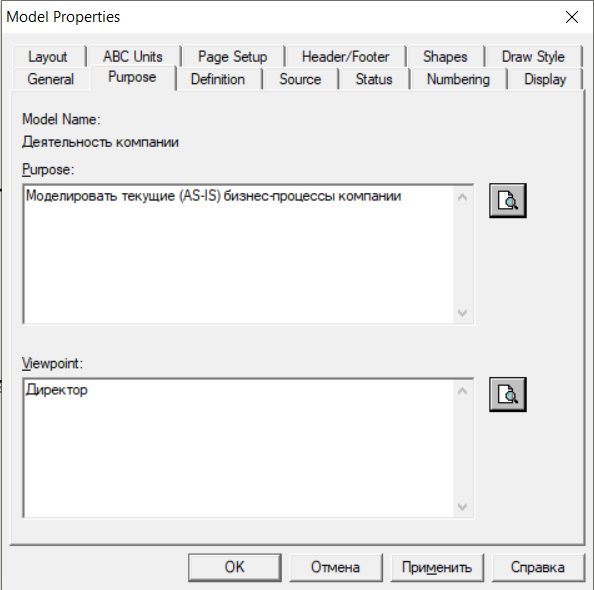 Model Properties
Layout ABC Units Page Setup Header/Footer Shapes Draw Style
General Purpose Definition Source Status Numbering Display
Model Name:
Деятельность компании
Purpose:
Моделировать текущие (AS-IS) бизнес-процессы компании
Viewpoint:
Директор
OK Отмена Применить Справка